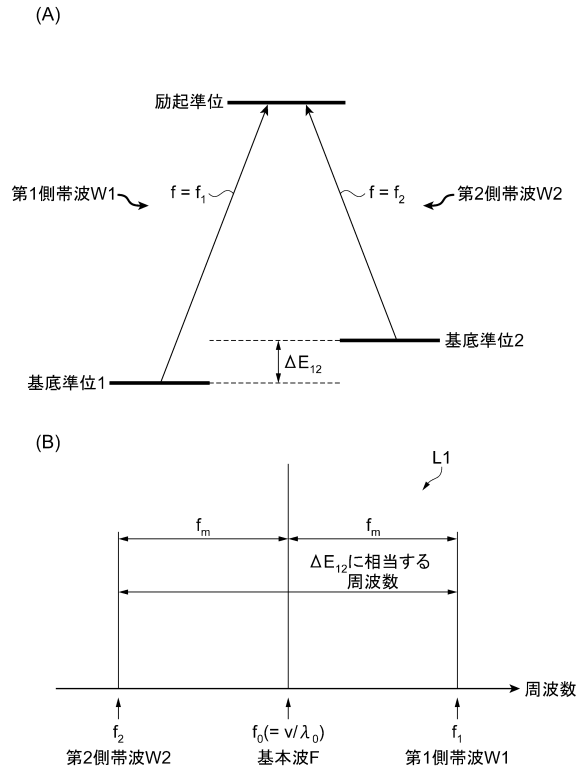 (A)
励起準位
第1側帯波W1
f = f1
f = f2
第2側帯波W2
基底準位2
ΔE12
基底準位1
(B)
L1
fm
fm
ΔE12に相当する
周波数
周波数
f2
f0(= v/λ0)
f1
第2側帯波W2
基本波F
第1側帯波W1